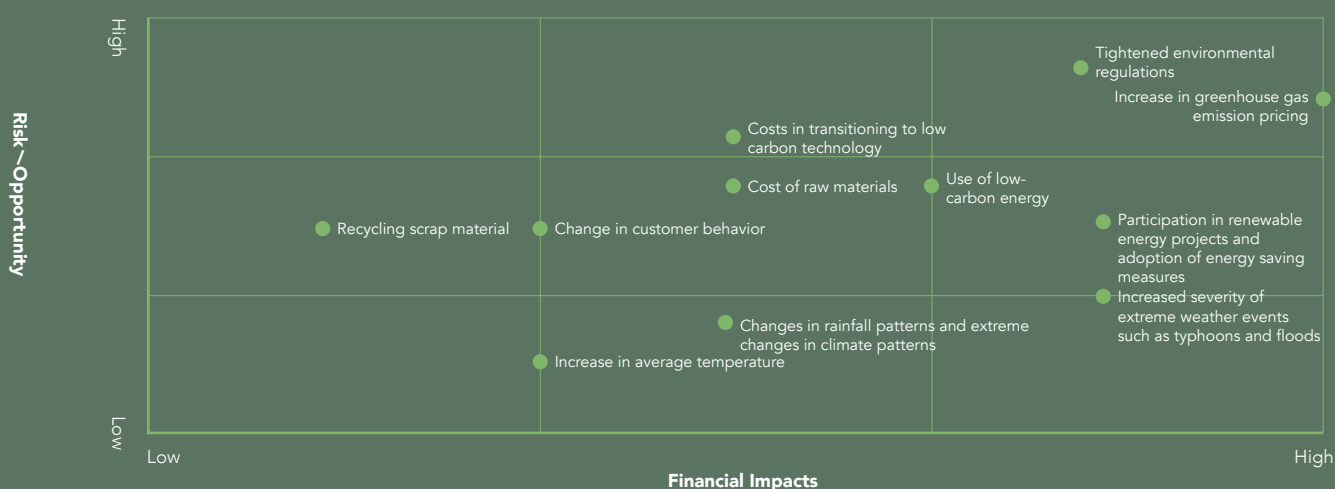 High
Risk～Opportunity
Low
Tightened environmental
regulations
Increase in greenhouse gas
emission pricing
Costs in transitioning to low
carbon technology
Cost of raw materials
Use of low-
carbon energy
Recycling scrap material
Change in customer behavior
Participation in renewable
energy projects and
adoption of energy saving
measures
Increased severity of
extreme weather events
such as typhoons and floods
Changes in rainfall patterns and extreme
changes in climate patterns
Increase in average temperature
Low
High
Financial Impacts